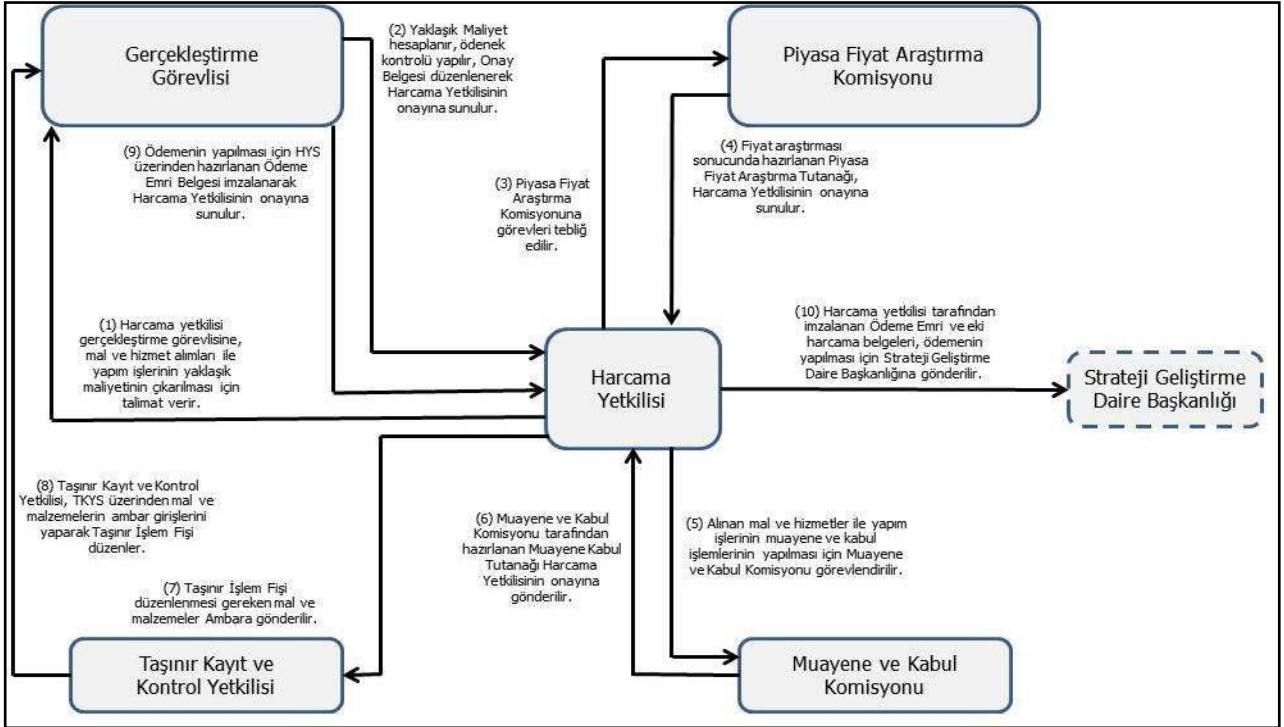 Gerçekleştirme
Görevlisi
(2) Yaklaşık Maliyet
hesaplanır, ödenek
kontrolü yapılır, Onay
Belgesi düzenlenerek
Harcama Yetkilisinin
onayına sunulur.
Piyasa Fiyat Araştırma
Komisyonu
(9) Ödemenin yapılması için HYS
üzerinden hazırlanan Ödeme
Emri Belgesi imzalanarak
Harcama Yetkilisinin onayına
sunulur.
(3) Piyasa Fiyat
Araştırma
Komisyonuna
görevleri tebliğ
edilir.
(4) Fiyat araştırması
sonucunda hazırlanan Piyasa
Fiyat Araştırma Tutanağı,
Harcama Yetkilisinin onayına
sunulur.
(1) Harcama yetkilisi
gerçekleştirme görevlisine,
mal ve hizmet alımları ile
yapım işlerinin yaklaşık
maliyetinin çıkarılması için
talimat verir.
Harcama
Yetkilisi
(10) Harcama yetkilisi tarafından
imzalanan Ödeme Emri ve eki
harcama belgeleri, ödemenin
yapılması için Strateji Geliştirme
Daire Başkanlığına gönderilir.
Strateji Geliştirme
Daire Başkanlığı
(8) Taşınır Kayıt ve Kontrol
Yetkilisi, TKYS üzerinden mal ve
malzemelerin ambar girişlerini
yaparak Taşınır İşlem Fişi
düzenler.
(7) Taşınır İşlem Fişi
düzenlenmesi gereken mal ve
malzemeler Ambara gönderilir.
(6) Muayene ve Kabul
Komisyonu tarafından
hazırlanan Muayene Kabul
Tutanağı Harcama
Yetkilisinin onayına
gönderilir.
(5) Alınan mal ve hizmetler ile yapım
işlerinin muayene ve kabul
işlemlerinin yapılması için Muayene
ve Kabul Komisyonu görevlendirilir.
Taşınır Kayıt ve
Kontrol Yetkilisi
Muayene ve Kabul
Komisyonu